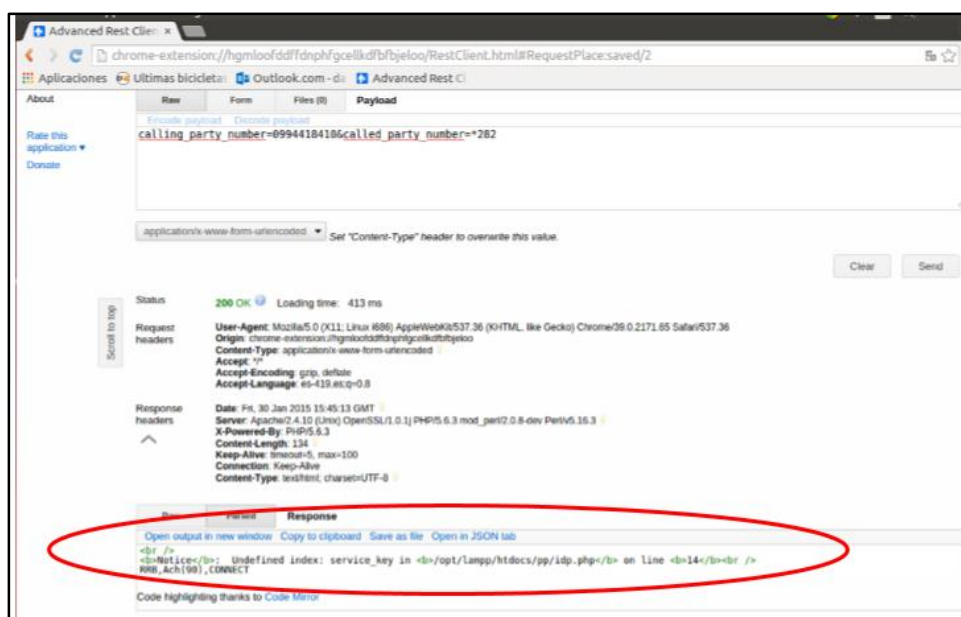 Advanced Rest Clien ×
chrome-extension://hgmloofddffdnphfgcellkdfbfbjeloo/RestClient.html#RequestPlace:saved/2
Aplicaciones Ultimas bicicleta Outlook.com - da Advanced Rest Cl
About
Raw Form Files (0) Payload
Encode payload Decode payload
Rate this
application ▾
Donate
calling_party_number=0994418410&called_party_number=*282
application/x-www-form-urlencoded ▾ Set "Content-Type" header to overwrite this value.
Clear Send
Scroll to top
Status 200 OK Loading time: 413 ms
Request
headers
User-Agent: Mozilla/5.0 (X11; Linux i686) AppleWebKit/537.36 (KHTML, like Gecko) Chrome/39.0.2171.65 Safari/537.36
Origin: chrome-extension://hgmloofddffdnphfgcellkdfbfbjeloo
Content-Type: application/x-www-form-urlencoded
Accept: */*
Accept-Encoding: gzip, deflate
Accept-Language: es-419,es;q=0.8
Response
headers
Date: Fri, 30 Jan 2015 15:45:13 GMT
Server: Apache/2.4.10 (Unix) OpenSSL/1.0.1j PHP/5.6.3 mod_perl/2.0.8-dev Perl/v5.16.3
X-Powered-By: PHP/5.6.3
Content-Length: 134
Keep-Alive: timeout=5, max=100
Connection: Keep-Alive
Content-Type: text/html; charset=UTF-8
Raw Parsed Response
Open output in new window Copy to clipboard Save as file Open in JSON tab
<br />
<b>Notice</b>: Undefined index: service_key in <b>/opt/lampp/htdocs/pp/idp.php</b> on line <b>14</b><br />
RRB,Ach(90),CONNECT
Code highlighting thanks to Code Mirror